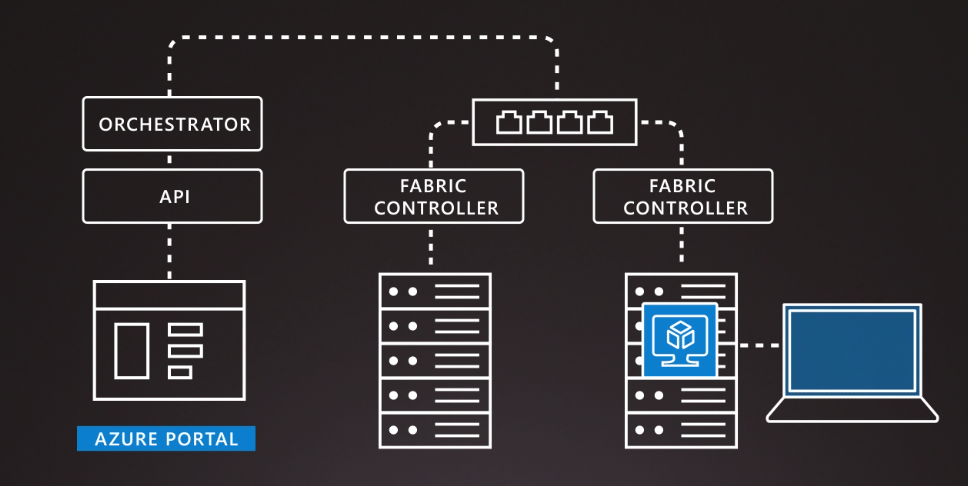 ORCHESTRATOR
API
AZURE PORTAL
FABRIC
CONTROLLER
FABRIC
CONTROLLER